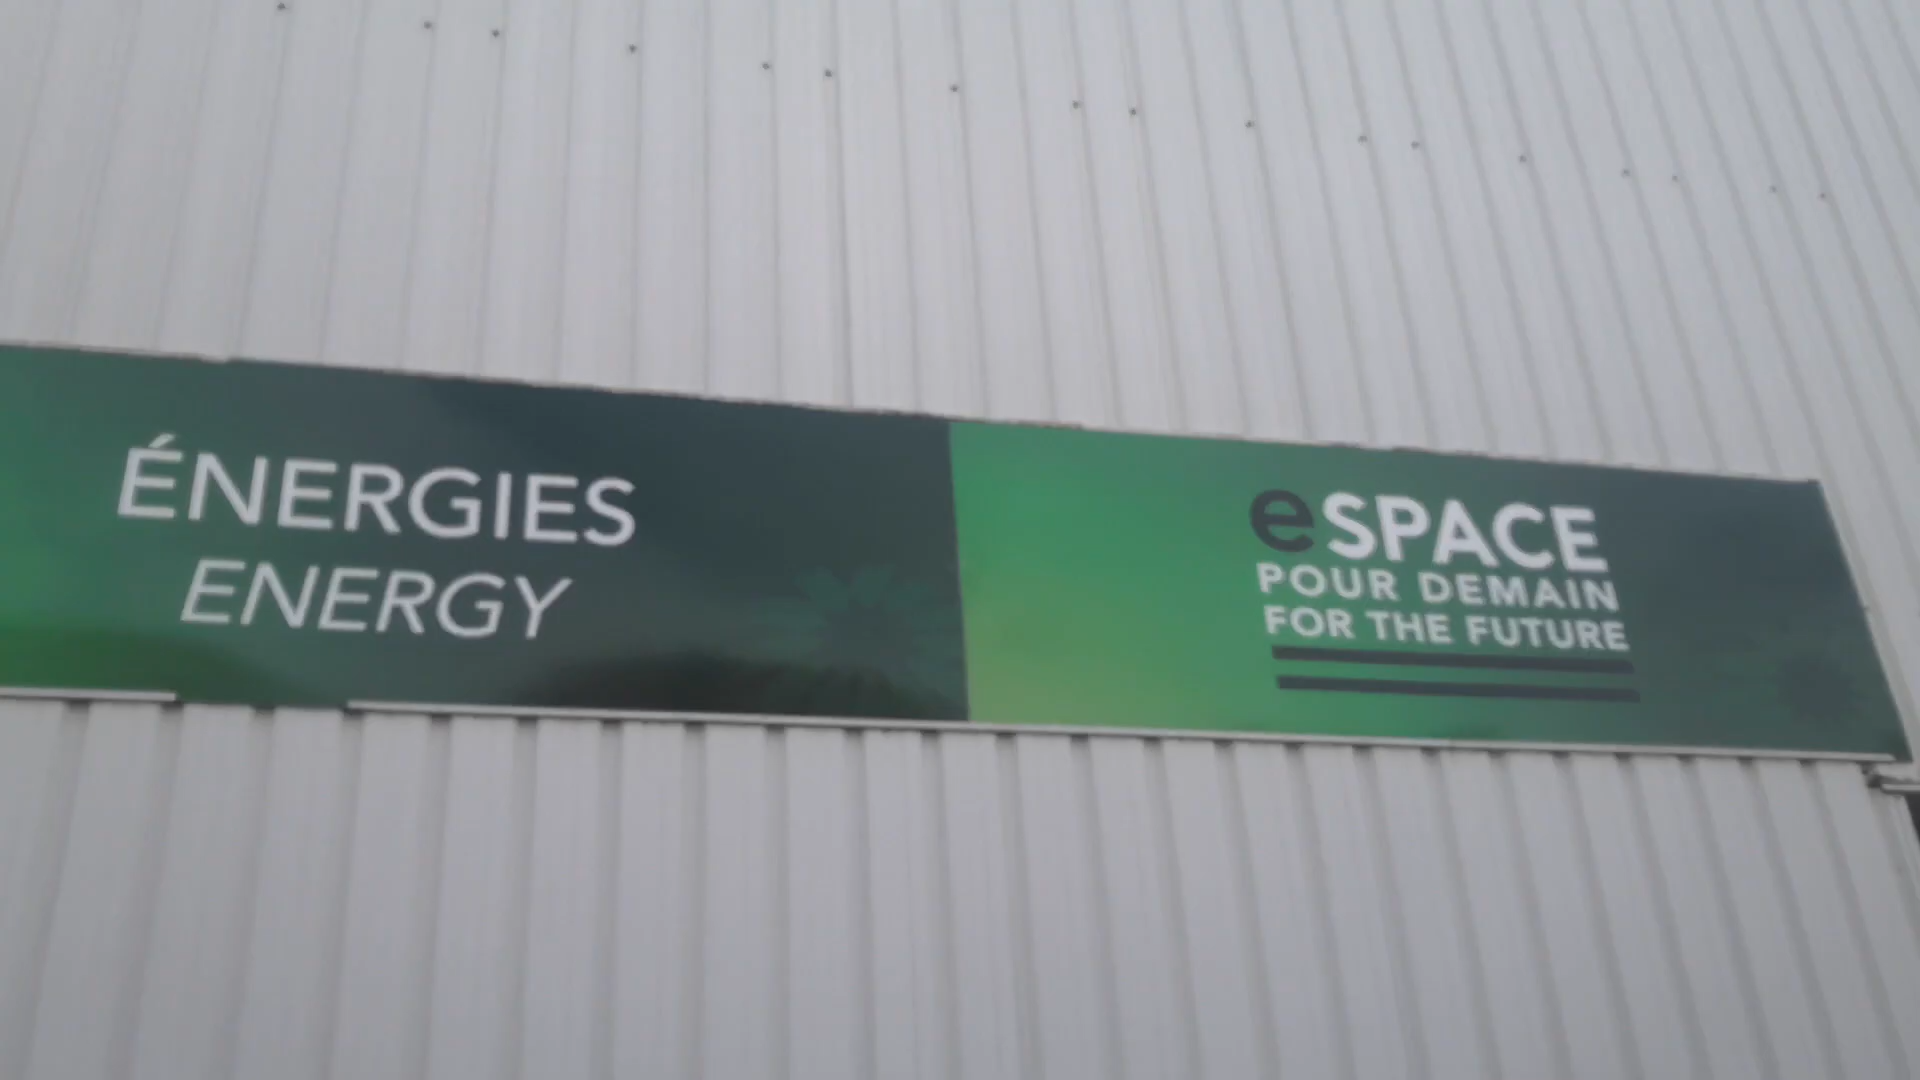 ÉNERGIES
ENERGY
eSPACE
POUR DEMAIN
FOR THE FUTURE